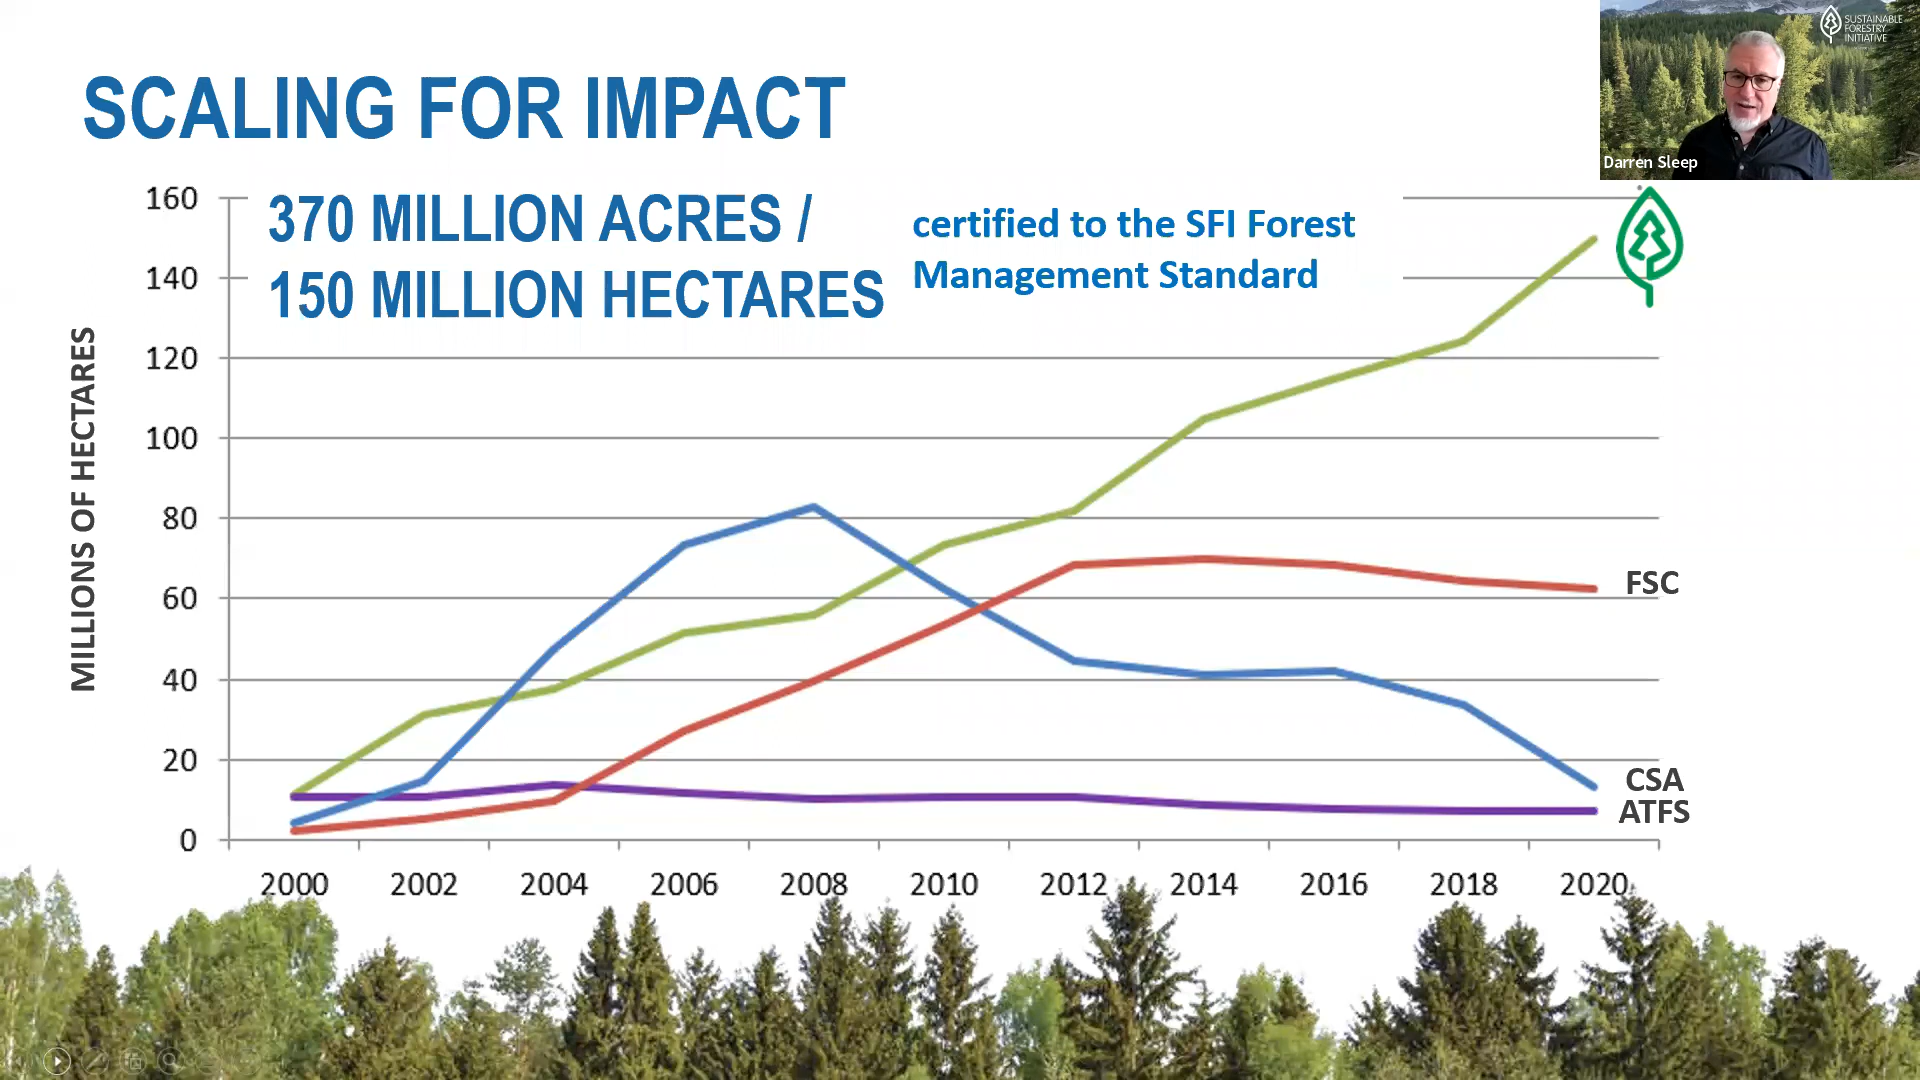 SUSTAINABLE
FORESTRY
INITIATIVE
Darren Sleep
SCALING FOR IMPACT
370 MILLION ACRES /
150 MILLION HECTARES
certified to the SFI Forest
Management Standard
MILLIONS OF HECTARES
160
140
120
100
80
60
40
20
0
FSC
CSA
ATFS
2000 2002 2004 2006 2008 2010 2012 2014 2016 2018 2020